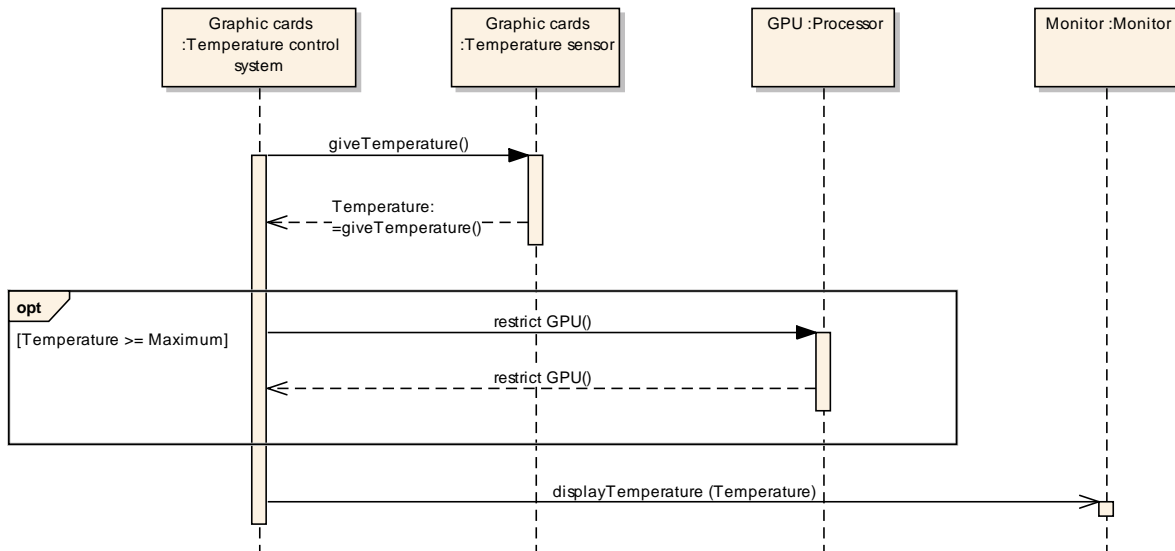 Graphic cards
:Temperature control
system
Graphic cards
:Temperature sensor
GPU :Processor
Monitor :Monitor
giveTemperature()
Temperature:
=giveTemperature()
opt
[Temperature >= Maximum]
restrict GPU()
restrict GPU()
displayTemperature (Temperature)